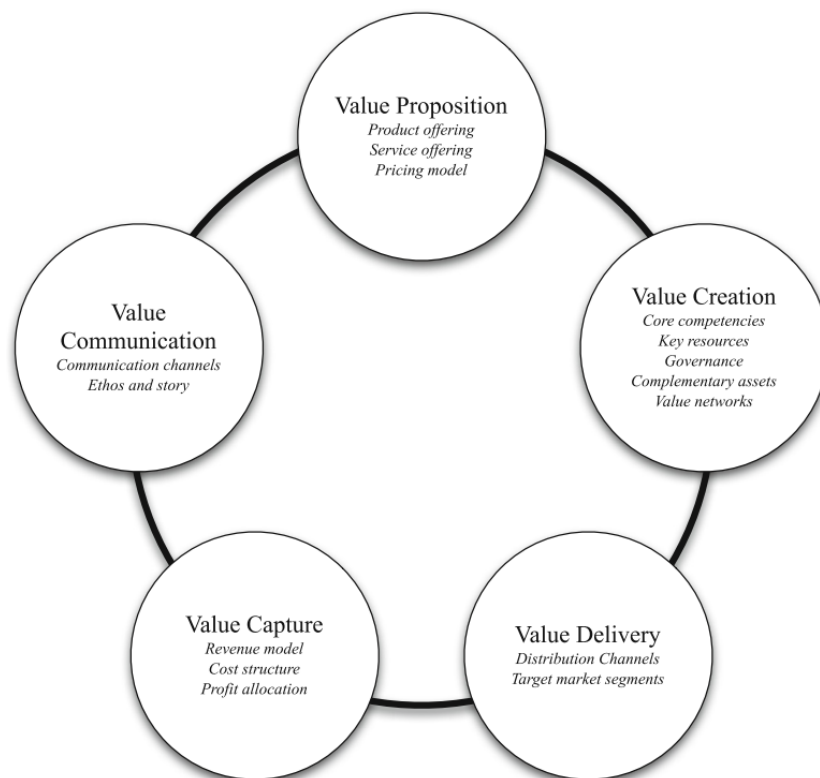 Value Proposition
Product offering
Service offering
Pricing model
Value Creation
Core competencies
Key resources
Governance
Complementary assets
Value networks
Value Delivery
Distribution Channels
Target market segments
Value Capture
Revenue model
Cost structure
Profit allocation
Value
Communication
Communication channels
Ethos and story